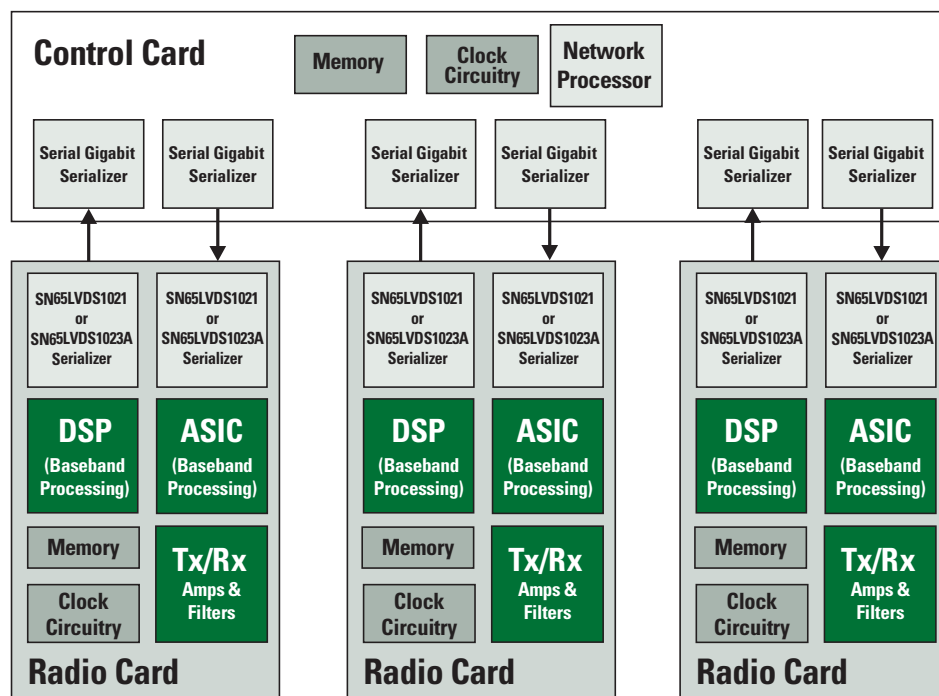 Control Card
Memory
Clock
Circuitry
Network
Processor
Serial Gigabit
Serializer
Serial Gigabit
Serializer
Serial Gigabit
Serializer
Serial Gigabit
Serializer
Serial Gigabit
Serializer
Serial Gigabit
Serializer
SN65LVDS1021
or
SN65LVDS1023A
Serializer
SN65LVDS1021
or
SN65LVDS1023A
Serializer
DSP
(Baseband
Processing)
ASIC
(Baseband
Processing)
Memory
Clock
Circuitry
Tx/Rx
Amps &
Filters
Radio Card
SN65LVDS1021
or
SN65LVDS1023A
Serializer
SN65LVDS1021
or
SN65LVDS1023A
Serializer
DSP
(Baseband
Processing)
ASIC
(Baseband
Processing)
Memory
Clock
Circuitry
Tx/Rx
Amps &
Filters
Radio Card
SN65LVDS1021
or
SN65LVDS1023A
Serializer
SN65LVDS1021
or
SN65LVDS1023A
Serializer
DSP
(Baseband
Processing)
ASIC
(Baseband
Processing)
Memory
Clock
Circuitry
Tx/Rx
Amps &
Filters
Radio Card